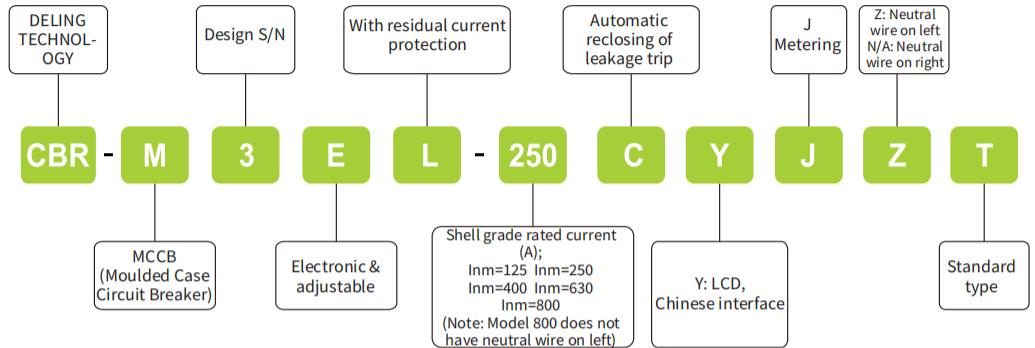 DELING
TECHNOL-
OGY
Design S/N
With residual current
protection
Automatic
reclosing of
leakage trip
J
Metering
Z: Neutral
wire on left
N/A: Neutral
wire on right
CBR - M 3 E L - 250 C Y J Z T
MCCB
(Moulded Case
Circuit Breaker)
Electronic &
adjustable
Shell grade rated current
(A);
Inm=125 Inm=250
Inm=400 Inm=630
Inm=800
(Note: Model 800 does not
have neutral wire on left)
Y: LCD,
Chinese interface
Standard
type